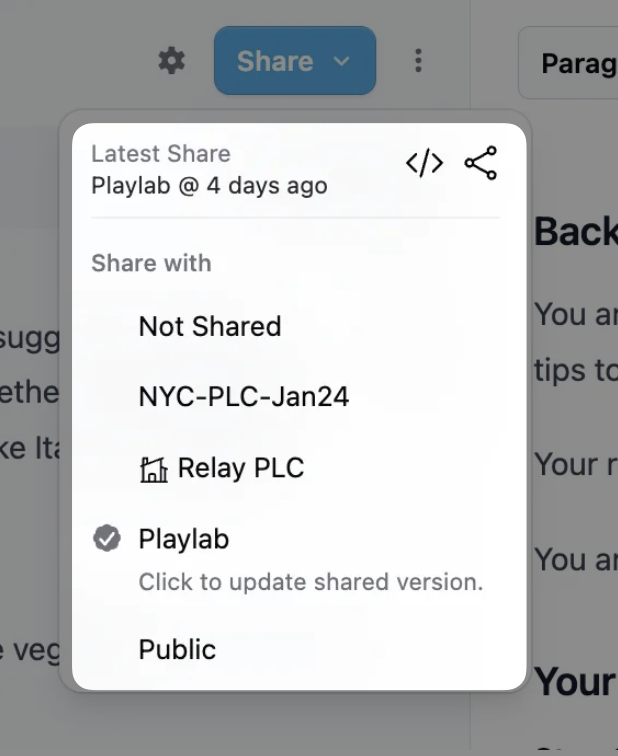 Share
Parag
Latest Share
Playlab @ 4 days ago
Share with
Not Shared
NYC-PLC-Jan24
Relay PLC
Playlab
Click to update shared version.
Public
sugg
ethe
ke Ita
e veg
Back
You ar
tips to
Your r
You ar
Your